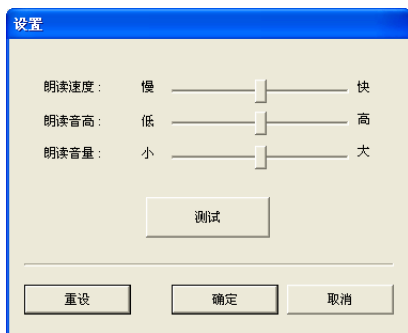 设置
朗读速度： 慢 快
朗读音高： 低 高
朗读音量： 小 大
测试
重设 确定 取消